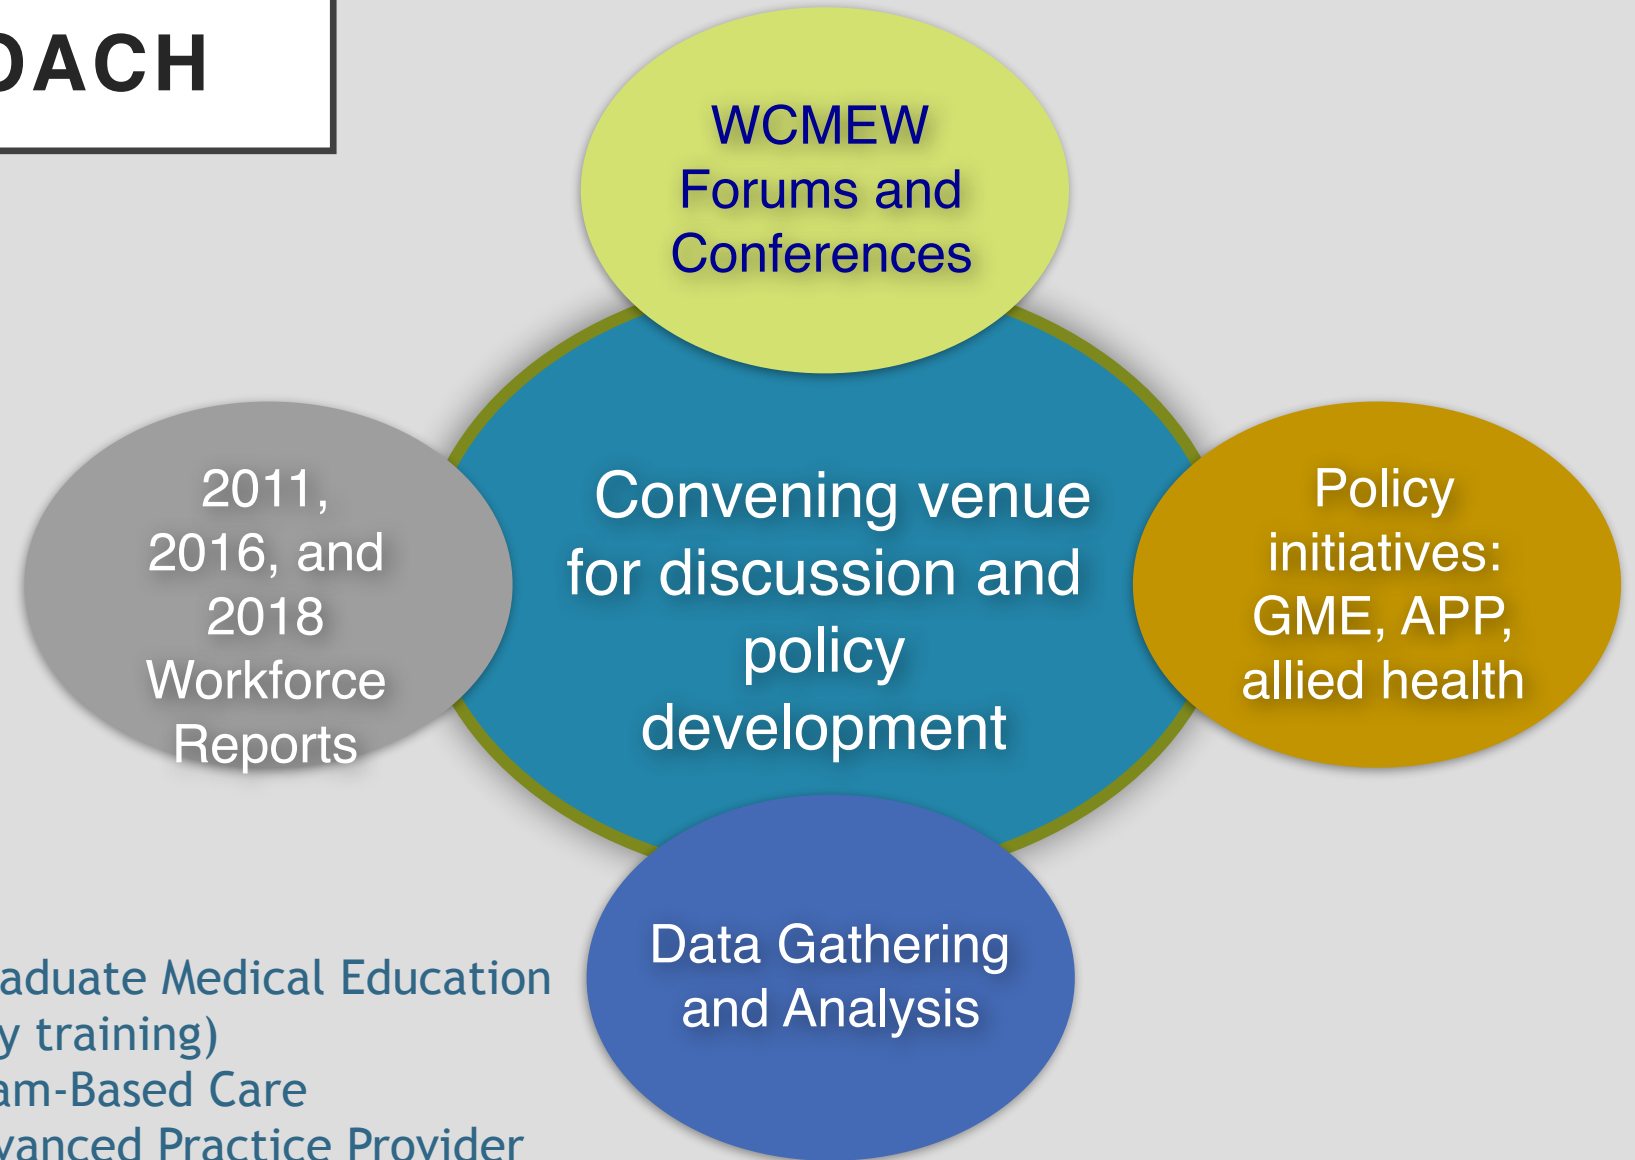 OACH
WCMEW
Forums and
Conferences
2011,
2016, and
2018
Workforce
Reports
Convening venue
for discussion and
policy
development
Policy
initiatives:
GME, APP,
allied health
Data Gathering
and Analysis
aduate Medical Education
y training)
am-Based Care
vanced Practice Provider